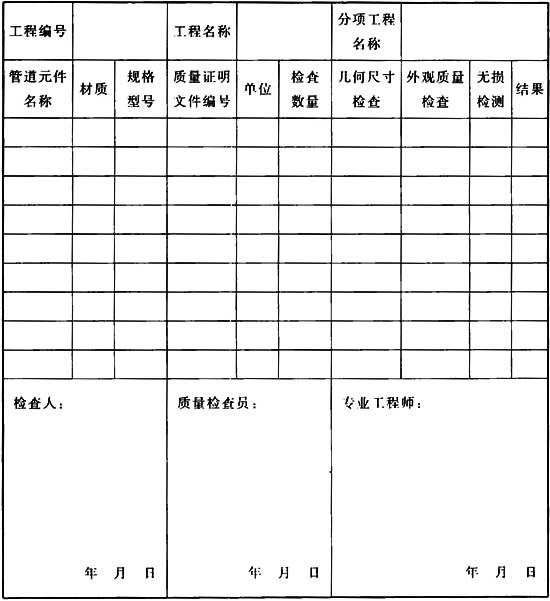 工程编号 工程名称 分项工程
名称
管道元件 材质 规格 质量证明 单位 检查 几何尺寸 外观质量 无损 结果
名称 型号 文件编号 数量 检查 检查 检测
检查人： 质量检查员： 专业工程师：
年 月 日 年 月 日 年 月 日